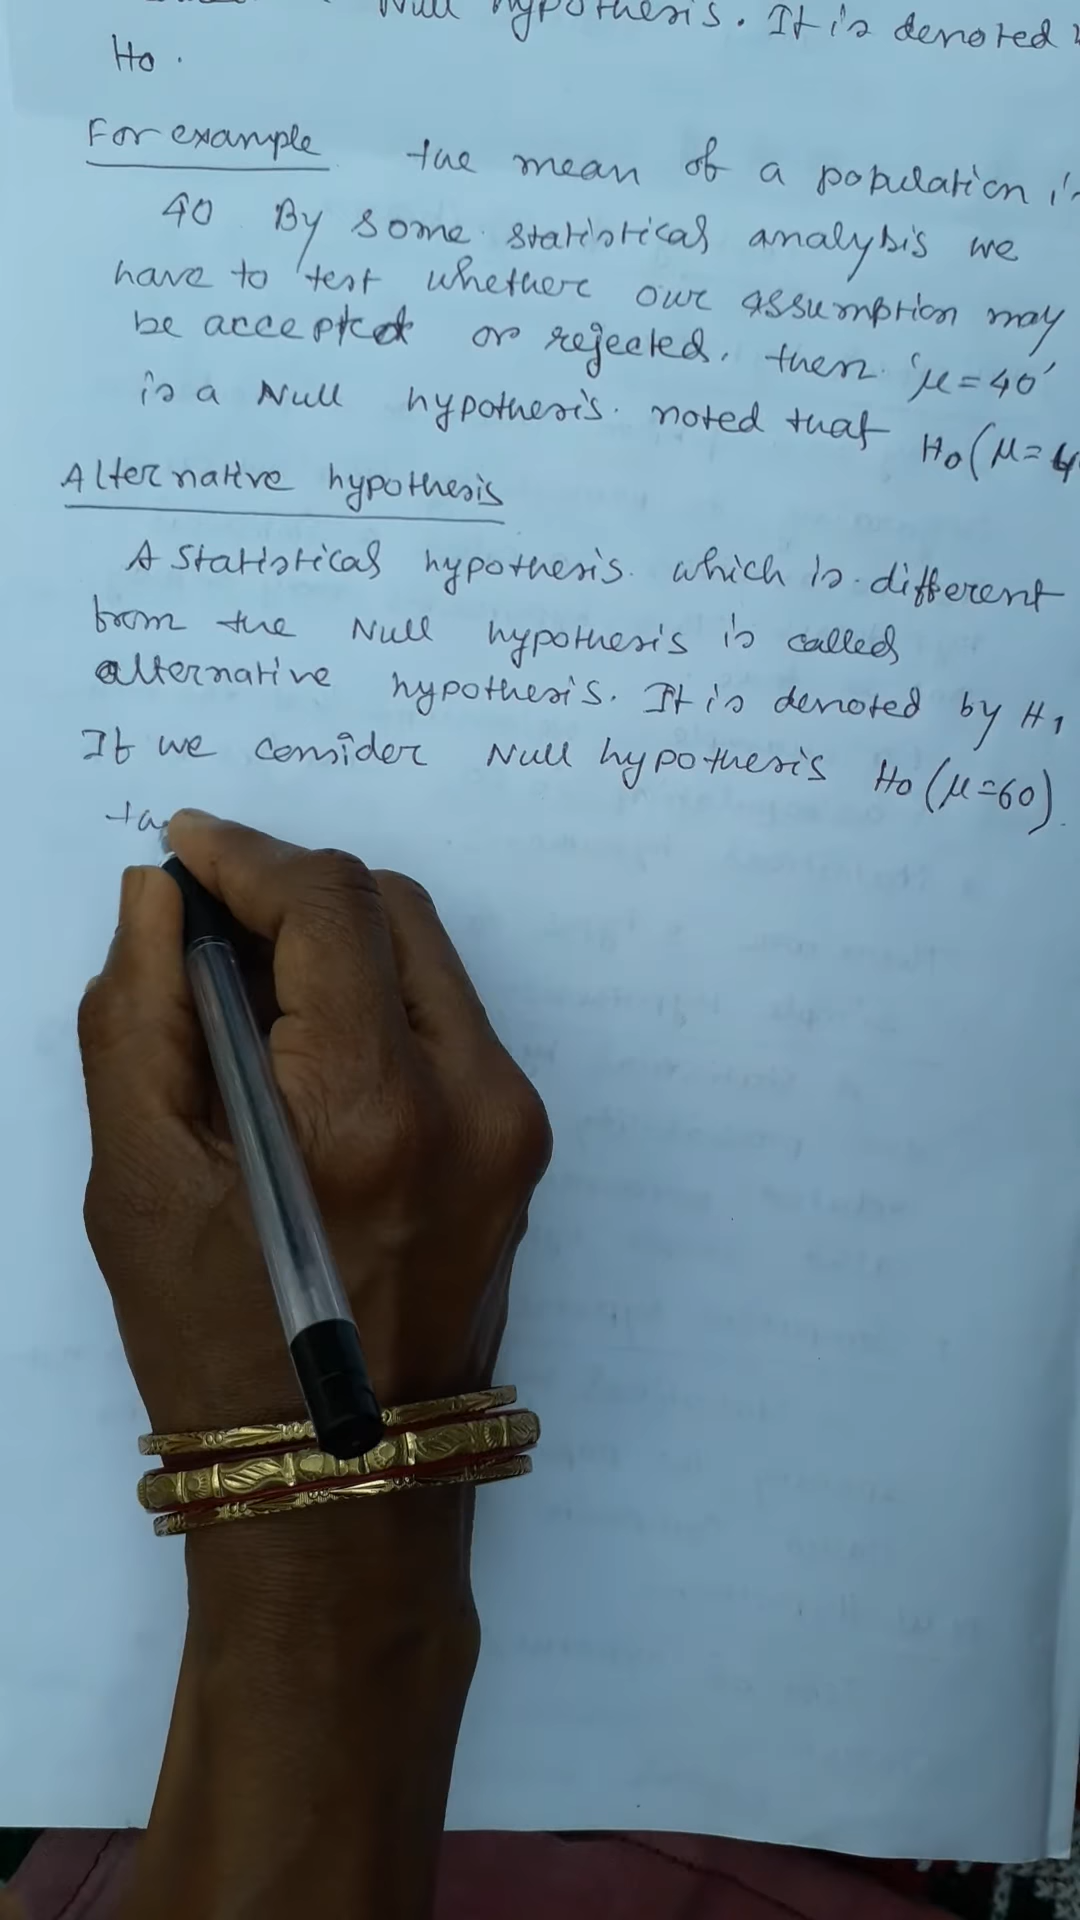 Null hypothesis. It is denoted
Ho.
For example the mean of a population
40 By some statistical analysis we
have to test whether our assumption may
be accepted or rejected. then 'μ=40'
is a Null hypothesis. noted that Ho(μ=4
Alternative hypothesis
A statistical hypothesis. which is different
from the Null hypothesis is called
alternative hypothesis. It is denoted by H1
If we consider Null hypothesis Ho (μ=60).